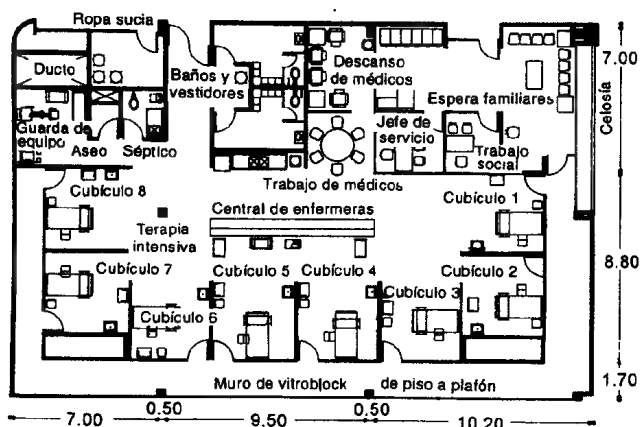 Ropa sucia
Ducto
Baños y
vestidores
Descanso
de médicos
Espera familiares
Celosía
7.00
Guarda de
equipo
Aseo
Séptico
Jefe de
servicio
Trabajo
social
Trabajo de médicos
Cubículo 8
Cubículo 1
Central de enfermeras
Terapia
intensiva
8.80
Cubículo 7
Cubículo 5
Cubículo 4
Cubículo 2
Cubículo 3
Cubículo 6
Muro de vitroblock de piso a plafón
1.70
0.50
0.50
7.00
9.50
10.20